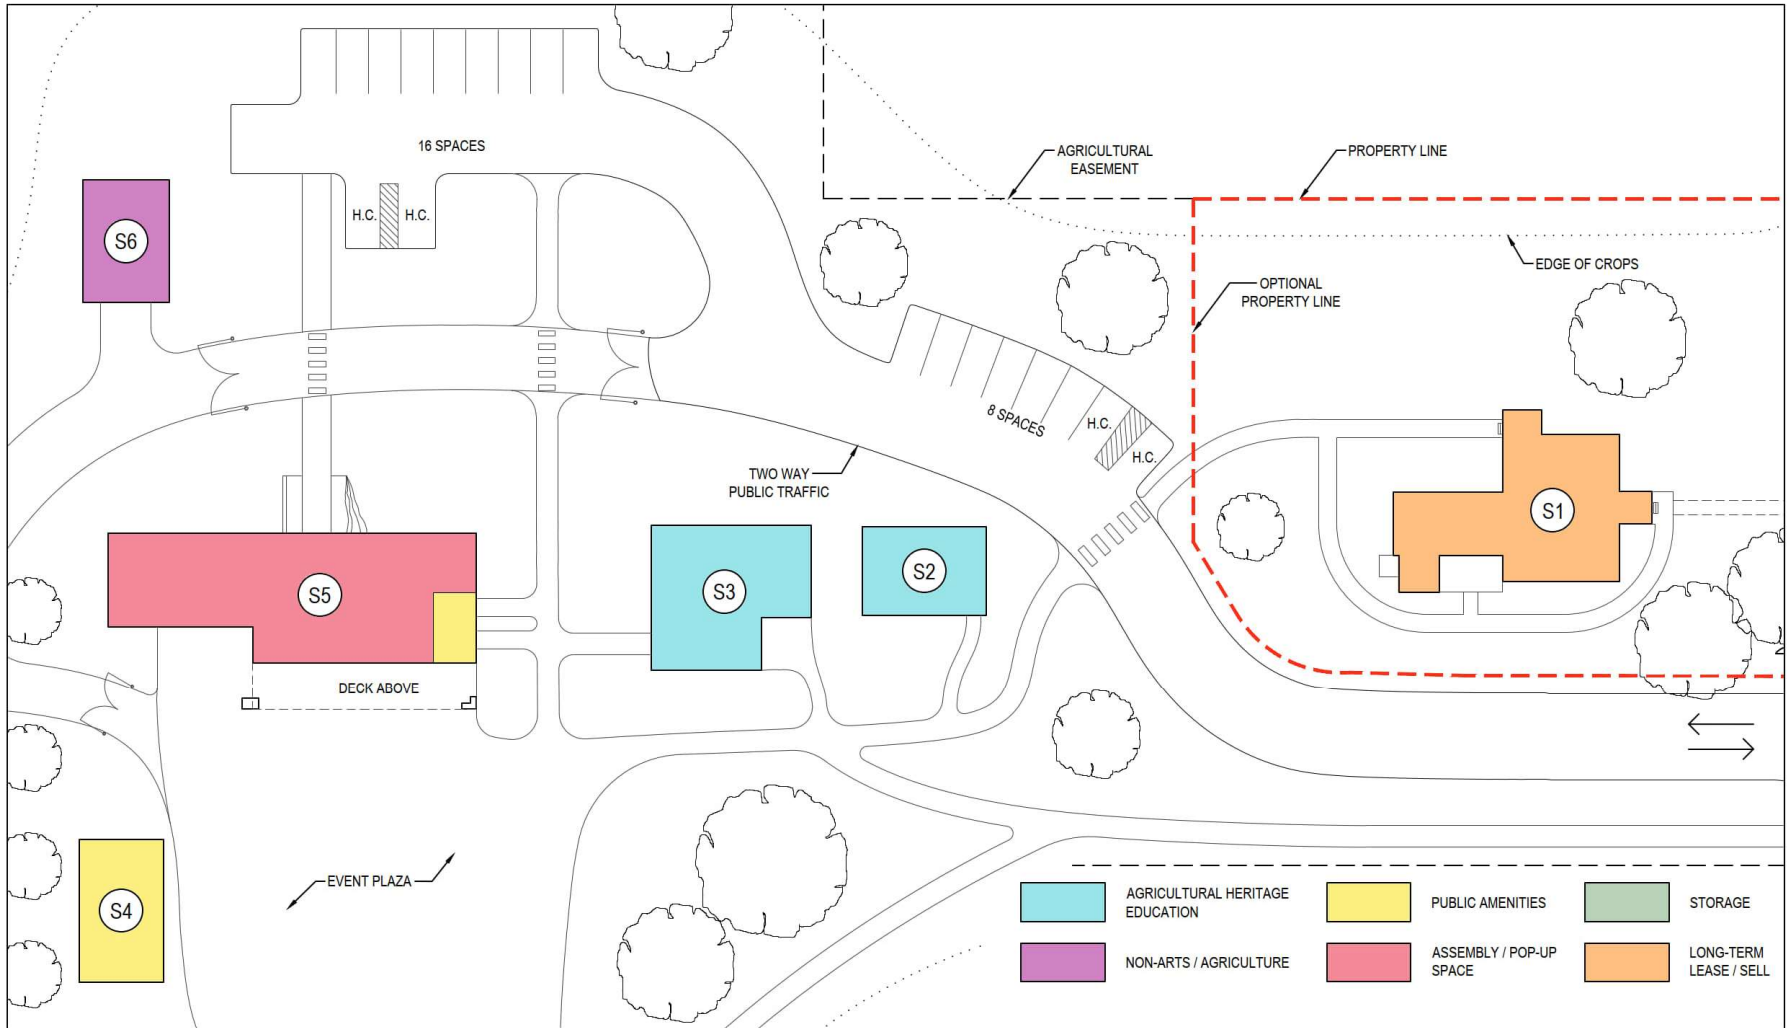 16 SPACES
AGRICULTURAL
EASEMENT
PROPERTY LINE
H.C.
H.C.
S6
EDGE OF CROPS
OPTIONAL
PROPERTY LINE
8 SPACES
H.C.
H.C.
TWO WAY
PUBLIC TRAFFIC
S1
S5
S3
S2
DECK ABOVE
EVENT PLAZA
S4
AGRICULTURAL HERITAGE
EDUCATION
PUBLIC AMENITIES
STORAGE
NON-ARTS / AGRICULTURE
ASSEMBLY / POP-UP
SPACE
LONG-TERM
LEASE / SELL